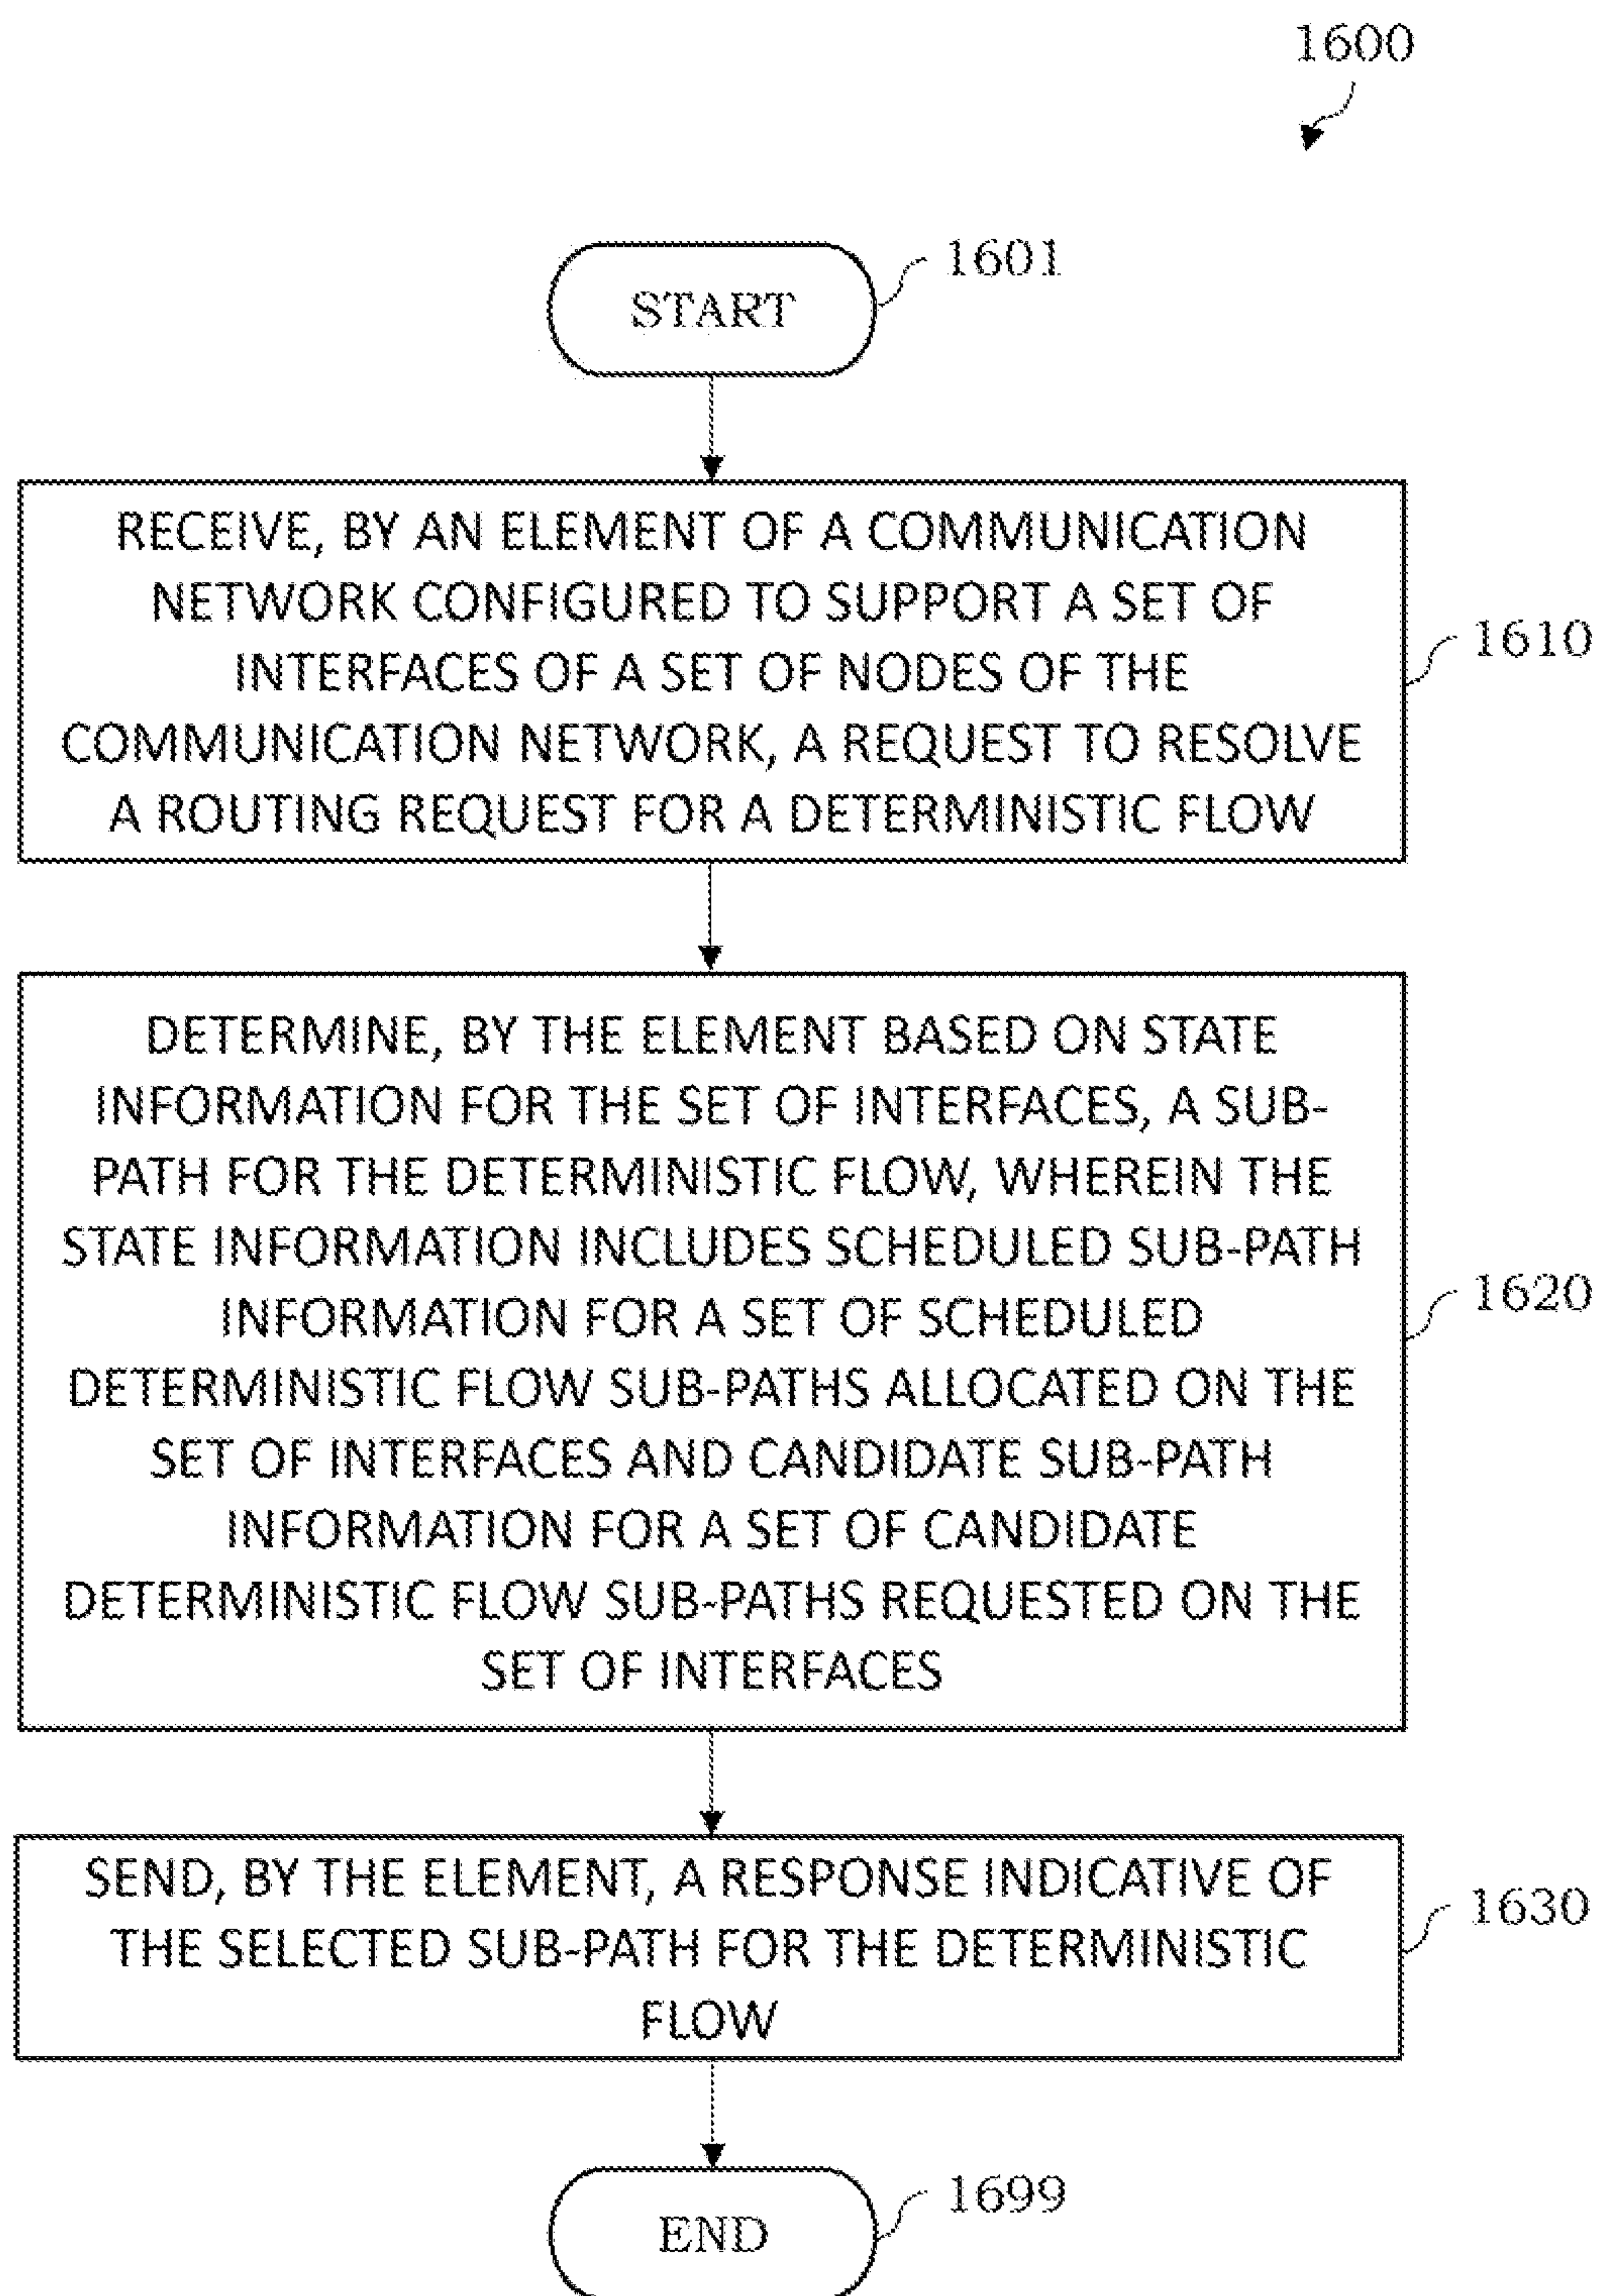 1600
START
1601
RECEIVE, BY AN ELEMENT OF A COMMUNICATION
NETWORK CONFIGURED TO SUPPORT A SET OF
INTERFACES OF A SET OF NODES OF THE
COMMUNICATION NETWORK, A REQUEST TO RESOLVE
A ROUTING REQUEST FOR A DETERMINISTIC FLOW
1610
DETERMINE, BY THE ELEMENT BASED ON STATE
INFORMATION FOR THE SET OF INTERFACES, A SUB-
PATH FOR THE DETERMINISTIC FLOW, WHEREIN THE
STATE INFORMATION INCLUDES SCHEDULED SUB-PATH
INFORMATION FOR A SET OF SCHEDULED
DETERMINISTIC FLOW SUB-PATHS ALLOCATED ON THE
SET OF INTERFACES AND CANDIDATE SUB-PATH
INFORMATION FOR A SET OF CANDIDATE
DETERMINISTIC FLOW SUB-PATHS REQUESTED ON THE
SET OF INTERFACES
1620
SEND, BY THE ELEMENT, A RESPONSE INDICATIVE OF
THE SELECTED SUB-PATH FOR THE DETERMINISTIC
FLOW
1630
END
1699